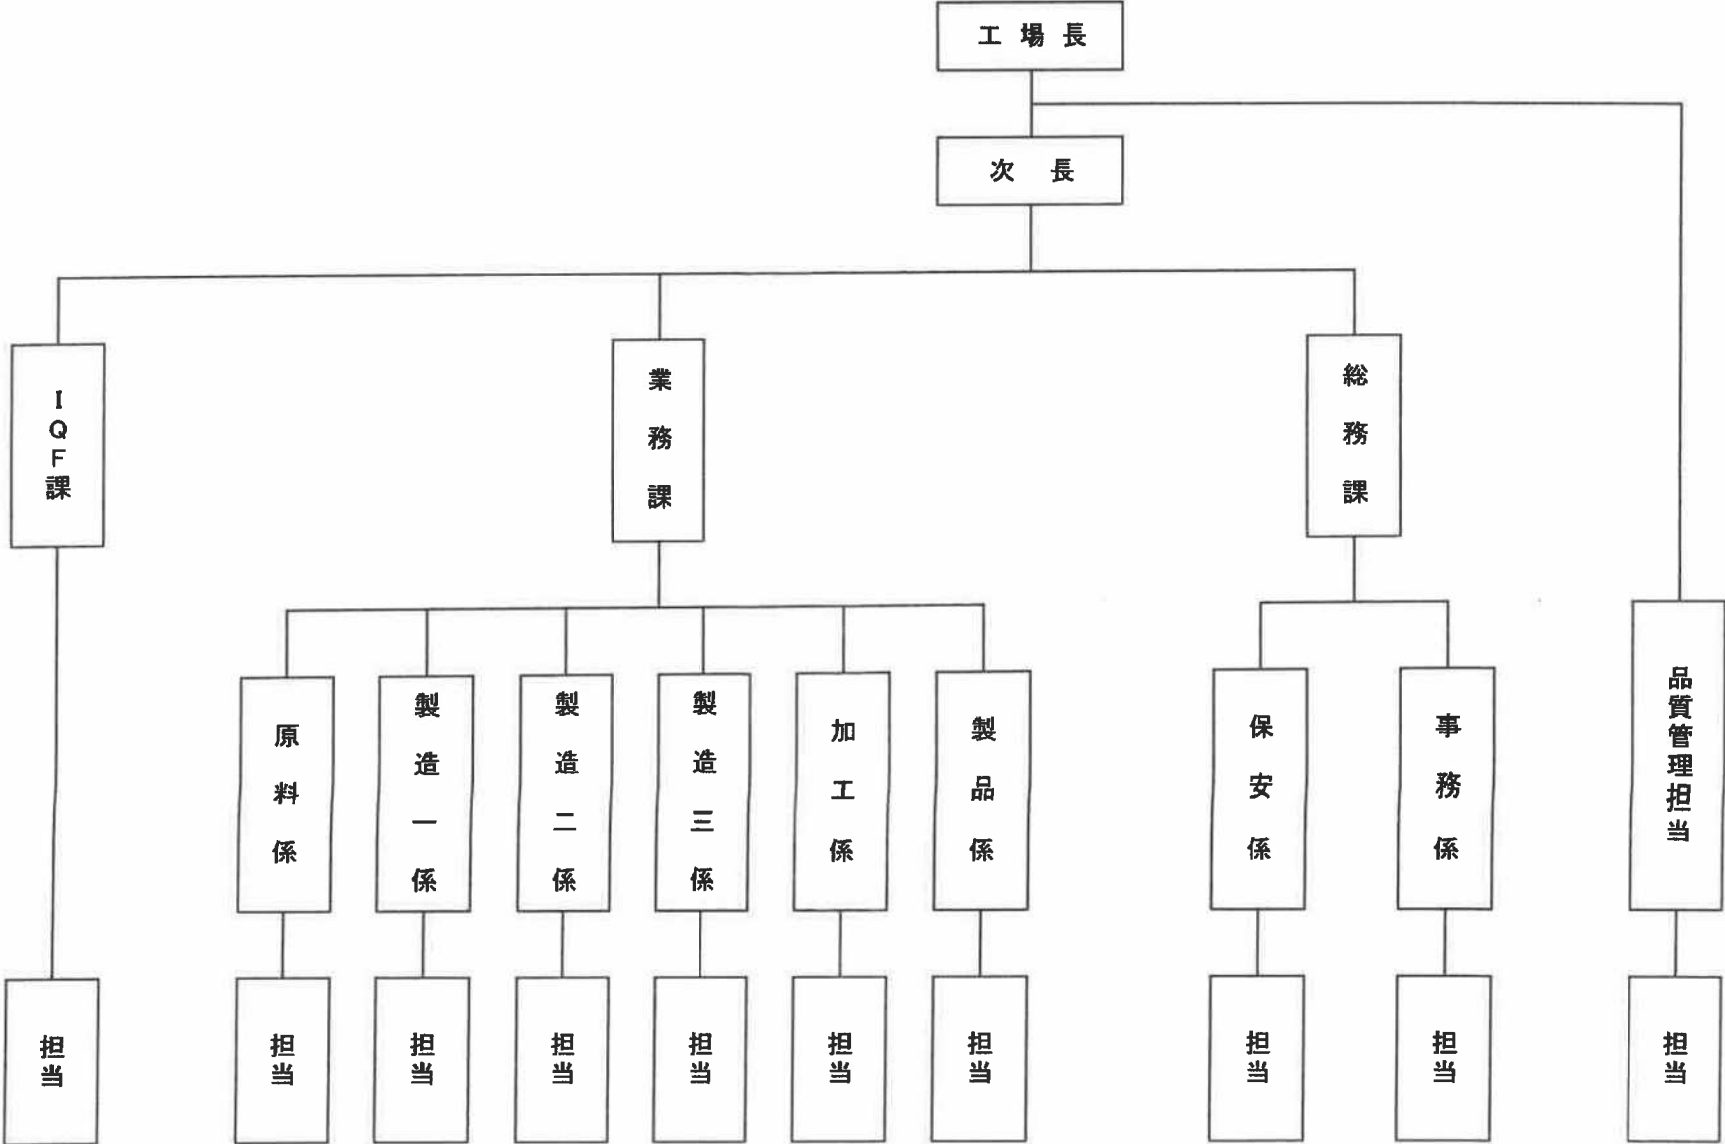 工場長
次長
IQF課
業務課
総務課
原料係
製造一係
製造二係
製造三係
加工係
製品係
保安係
事務係
品質管理担当
担当
担当
担当
担当
担当
担当
担当
担当
担当
担当